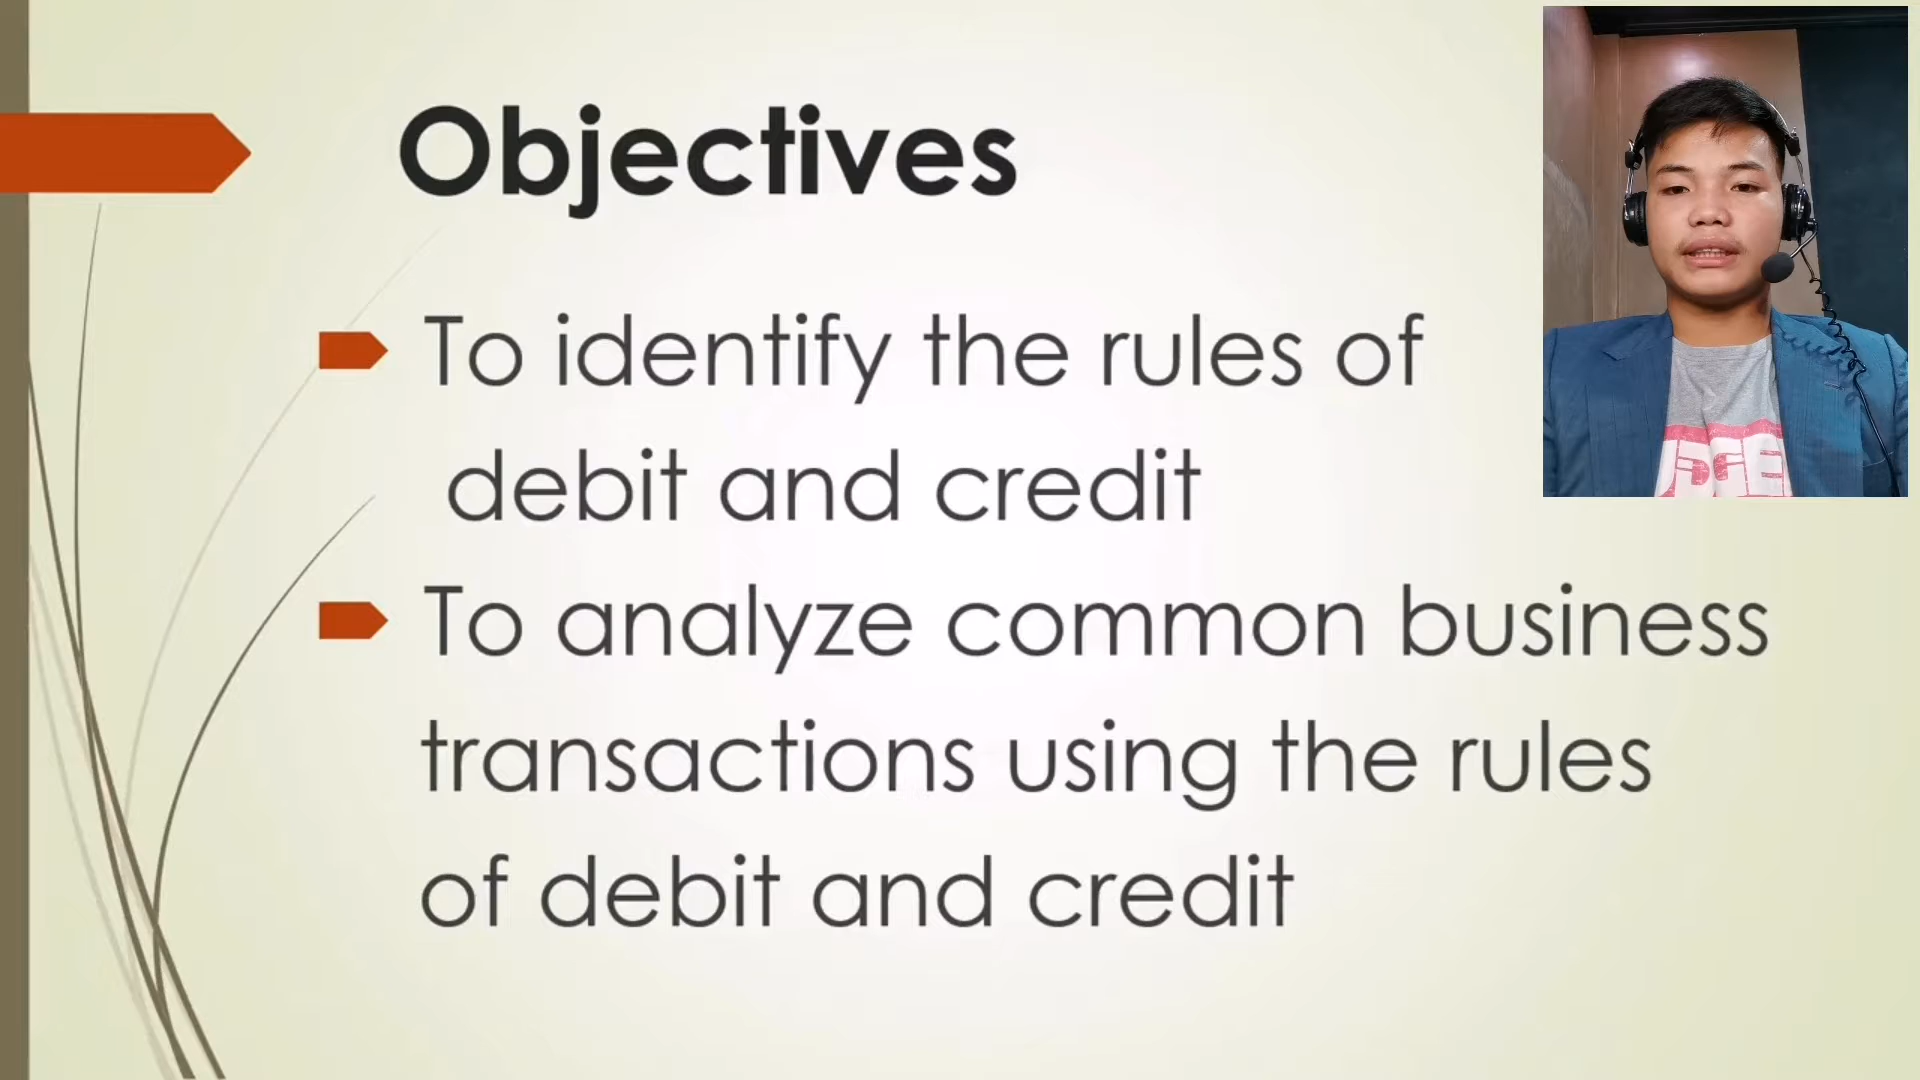 Objectives
To identify the rules of
debit and credit
To analyze common business
transactions using the rules
of debit and credit